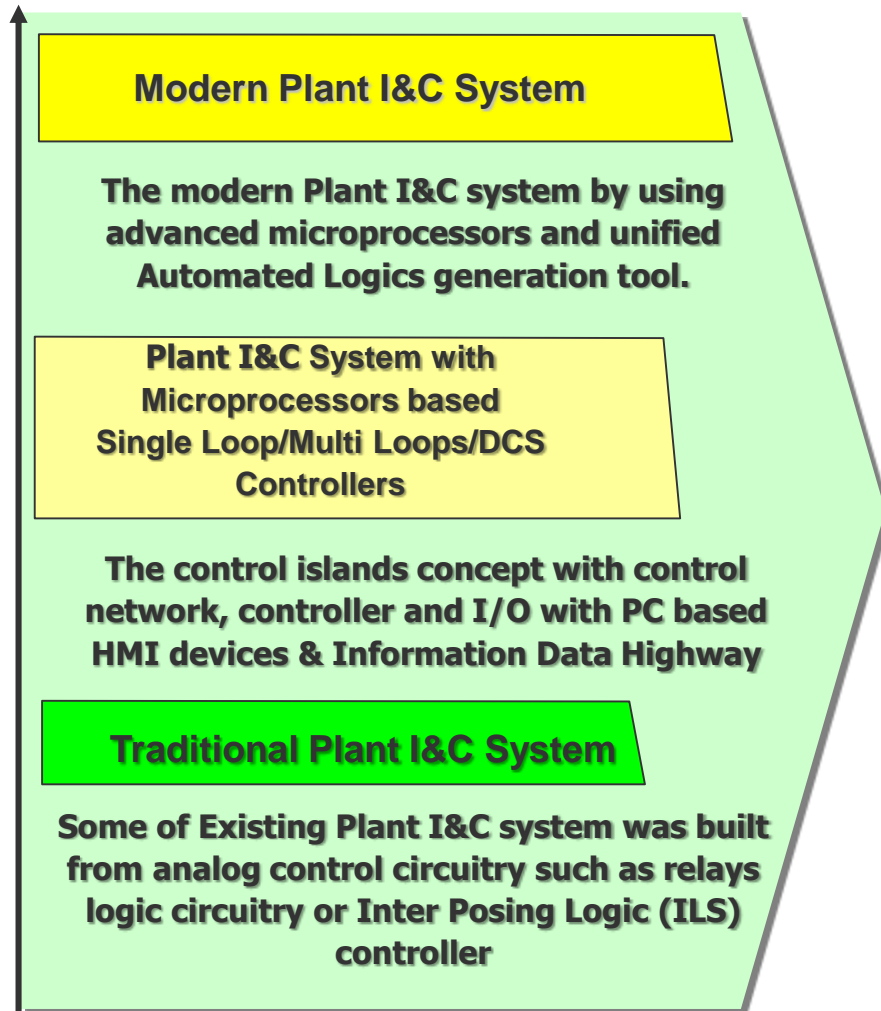 Modern Plant I&C System
The modern Plant I&C system by using
advanced microprocessors and unified
Automated Logics generation tool.
Plant I&C System with
Microprocessors based
Single Loop/Multi Loops/DCS
Controllers
The control islands concept with control
network, controller and I/O with PC based
HMI devices & Information Data Highway
Traditional Plant I&C System
Some of Existing Plant I&C system was built
from analog control circuitry such as relays
logic circuitry or Inter Posing Logic (ILS)
controller